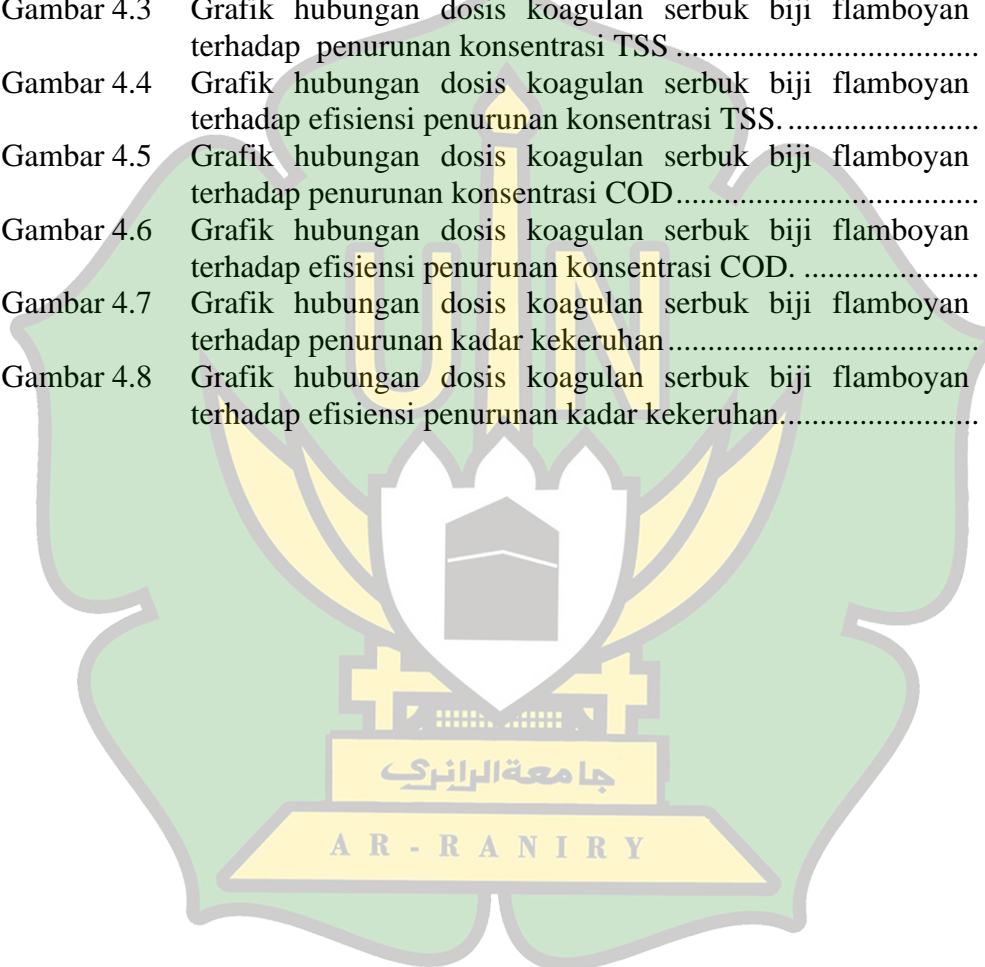 Gambar 4.3 Grafik hubungan dosis koagulan serbuk biji flamboyan
terhadap penurunan konsentrasi TSS .......................................
Gambar 4.4 Grafik hubungan dosis koagulan serbuk biji flamboyan
terhadap efisiensi penurunan konsentrasi TSS. .........................
Gambar 4.5 Grafik hubungan dosis koagulan serbuk biji flamboyan
terhadap penurunan konsentrasi COD.......................................
Gambar 4.6 Grafik hubungan dosis koagulan serbuk biji flamboyan
terhadap efisiensi penurunan konsentrasi COD. .......................
Gambar 4.7 Grafik hubungan dosis koagulan serbuk biji flamboyan
terhadap penurunan kadar kekeruhan........................................
Gambar 4.8 Grafik hubungan dosis koagulan serbuk biji flamboyan
terhadap efisiensi penurunan kadar kekeruhan.........................
UIN
جامعة الرانري
AR-RANIRY